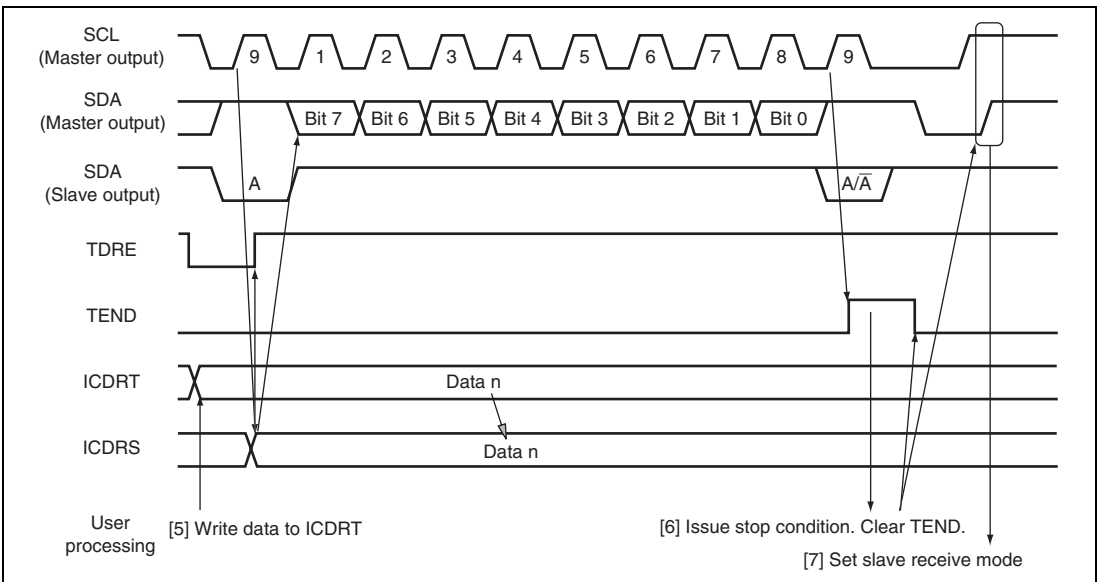 SCL
(Master output)
9 1 2 3 4 5 6 7 8 9
SDA
(Master output)
Bit 7 Bit 6 Bit 5 Bit 4 Bit 3 Bit 2 Bit 1 Bit 0
SDA
(Slave output)
A A/A̅
TDRE
TEND
ICDRT
Data n
ICDRS
Data n
User
processing
[5] Write data to ICDRT
[6] Issue stop condition. Clear TEND.
[7] Set slave receive mode